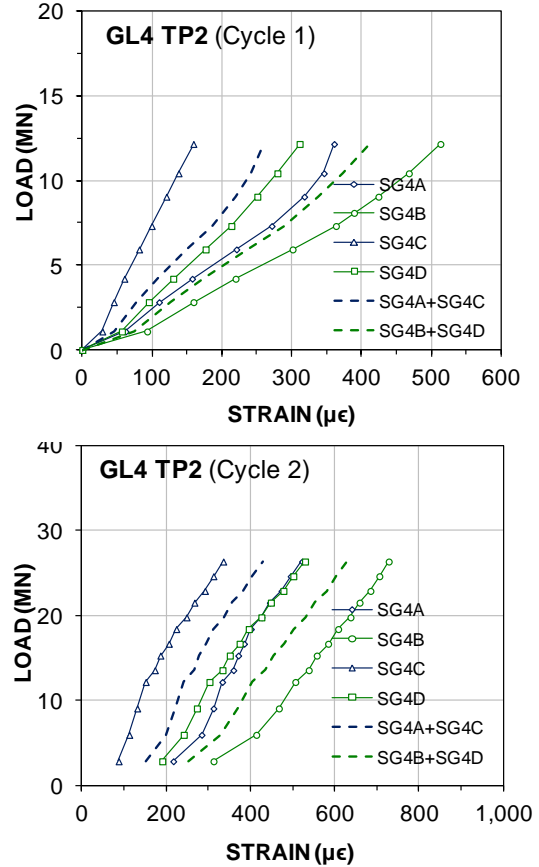 GL4 TP2 (Cycle 1)
20
15
10
5
0
LOAD (MN)
SG4A
SG4B
SG4C
SG4D
SG4A+SG4C
SG4B+SG4D
0 100 200 300 400 500 600
STRAIN (µє)
GL4 TP2 (Cycle 2)
40
30
20
10
0
LOAD (MN)
SG4A
SG4B
SG4C
SG4D
SG4A+SG4C
SG4B+SG4D
0 200 400 600 800 1,000
STRAIN (µє)